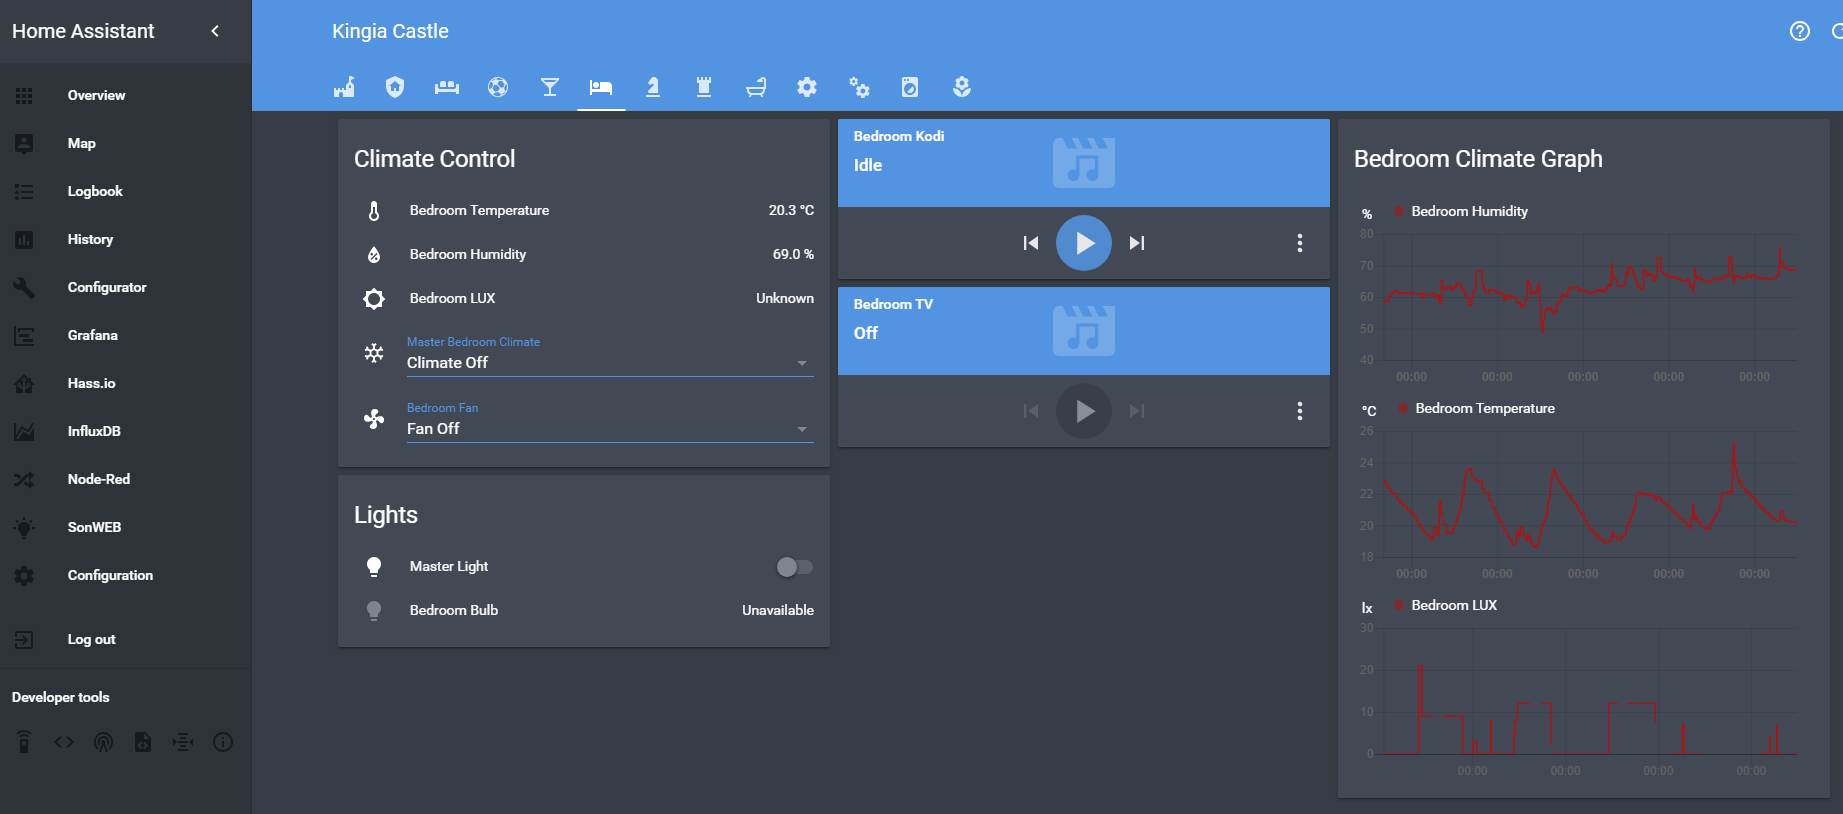 Home Assistant
Overview
Map
Logbook
History
Configurator
Grafana
Hass.io
InfluxDB
Node-Red
SonWEB
Configuration
Log out
Developer tools
Kingia Castle
Climate Control
Bedroom Temperature 20.3 °C
Bedroom Humidity 69.0 %
Bedroom LUX Unknown
Master Bedroom Climate
Climate Off
Bedroom Fan
Fan Off
Lights
Master Light
Bedroom Bulb Unavailable
Bedroom Kodi
Idle
Bedroom TV
Off
Bedroom Climate Graph
% Bedroom Humidity
80
70
60
50
40
00:00 00:00 00:00 00:00 00:00
°C Bedroom Temperature
26
24
22
20
18
00:00 00:00 00:00 00:00 00:00
lx Bedroom LUX
30
20
10
0
00:00 00:00 00:00 00:00